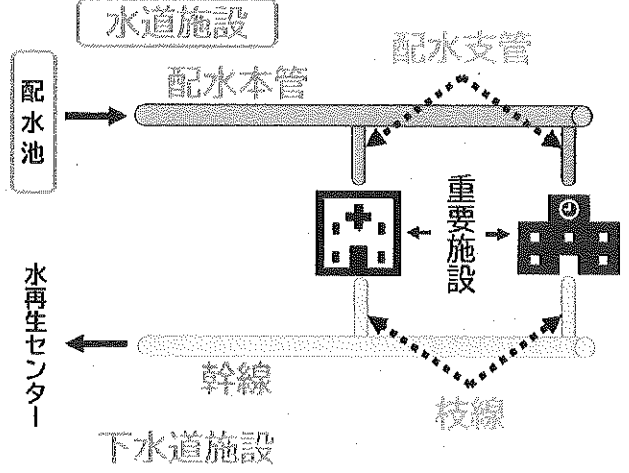 水道施設
配水支管
配水本管
配水池
重要施設
水再生センター
幹線
枝線
下水道施設